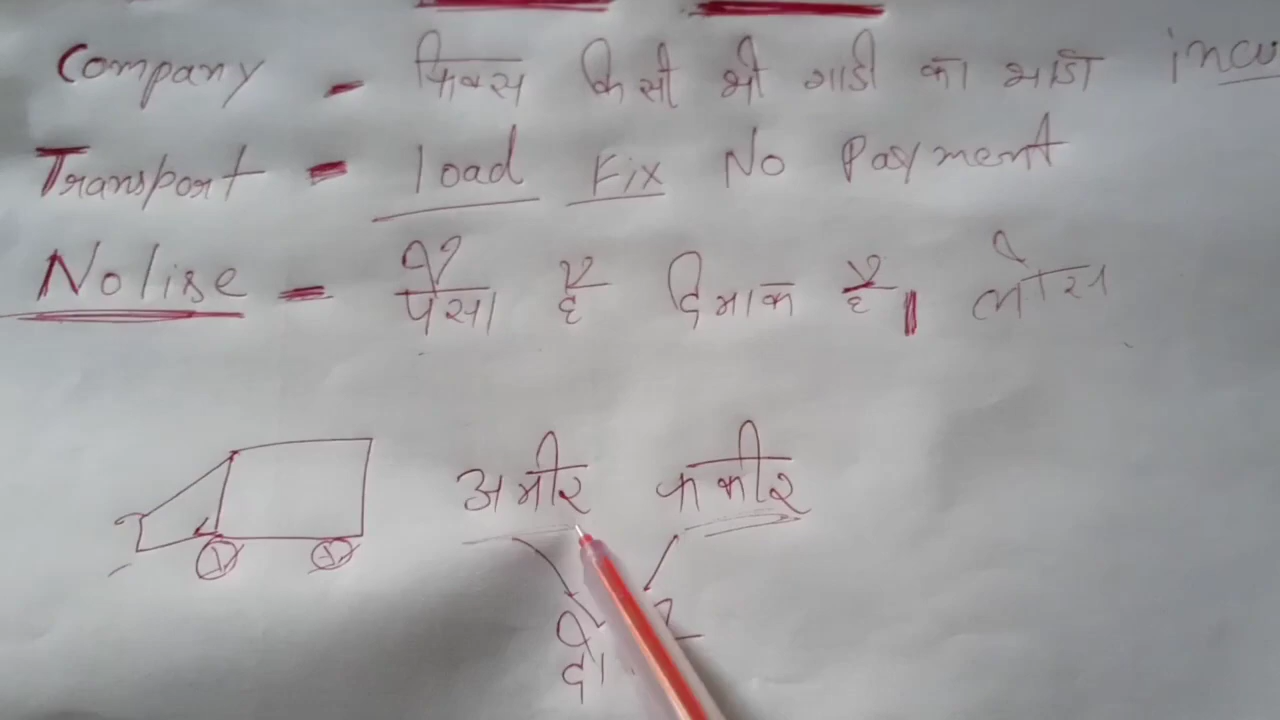 Company - फिक्स किसी भी गाडी का भाडा incu
Transport - load Fix No Payment
Nolise - पैसा है दिमाक है। लोस
अमीर फकीर